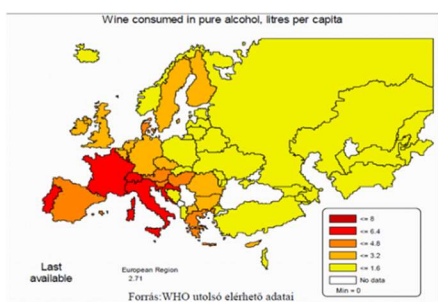 Wine consumed in pure alcohol, litres per capita
<= 8
<= 6.4
<= 4.8
<= 3.2
<= 1.6
No data
Min = 0
Last
available
European Region
2.71
Forrás:WHO utolsó elérhető adatai